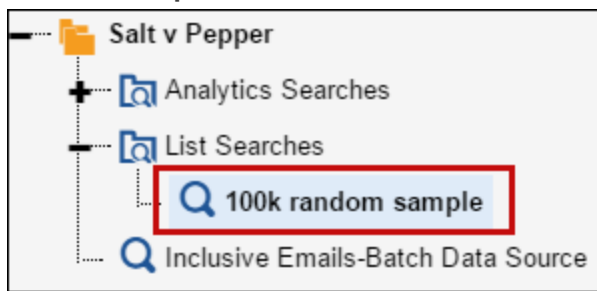 Salt v Pepper
Analytics Searches
List Searches
100k random sample
Inclusive Emails-Batch Data Source